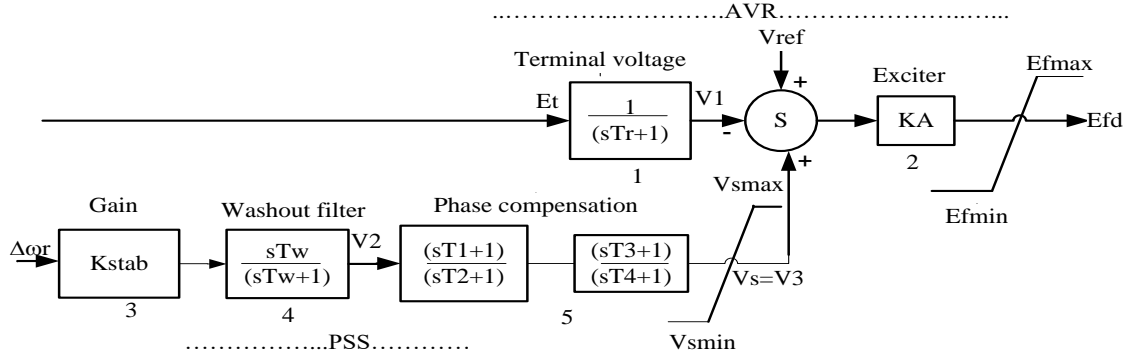 ..……………………….AVR………………………..…...
Vref
Terminal voltage
Exciter
Efmax
Et
1
(sTr+1)
V1
+
-
S
+
KA
Efd
1
2
Efmin
Vsmax
Gain
Washout filter
Phase compensation
Δωr
Kstab
sTw
(sTw+1)
V2
(sT1+1)
(sT2+1)
(sT3+1)
(sT4+1)
Vs=V3
3
4
5
Vsmin
……………...PSS…………